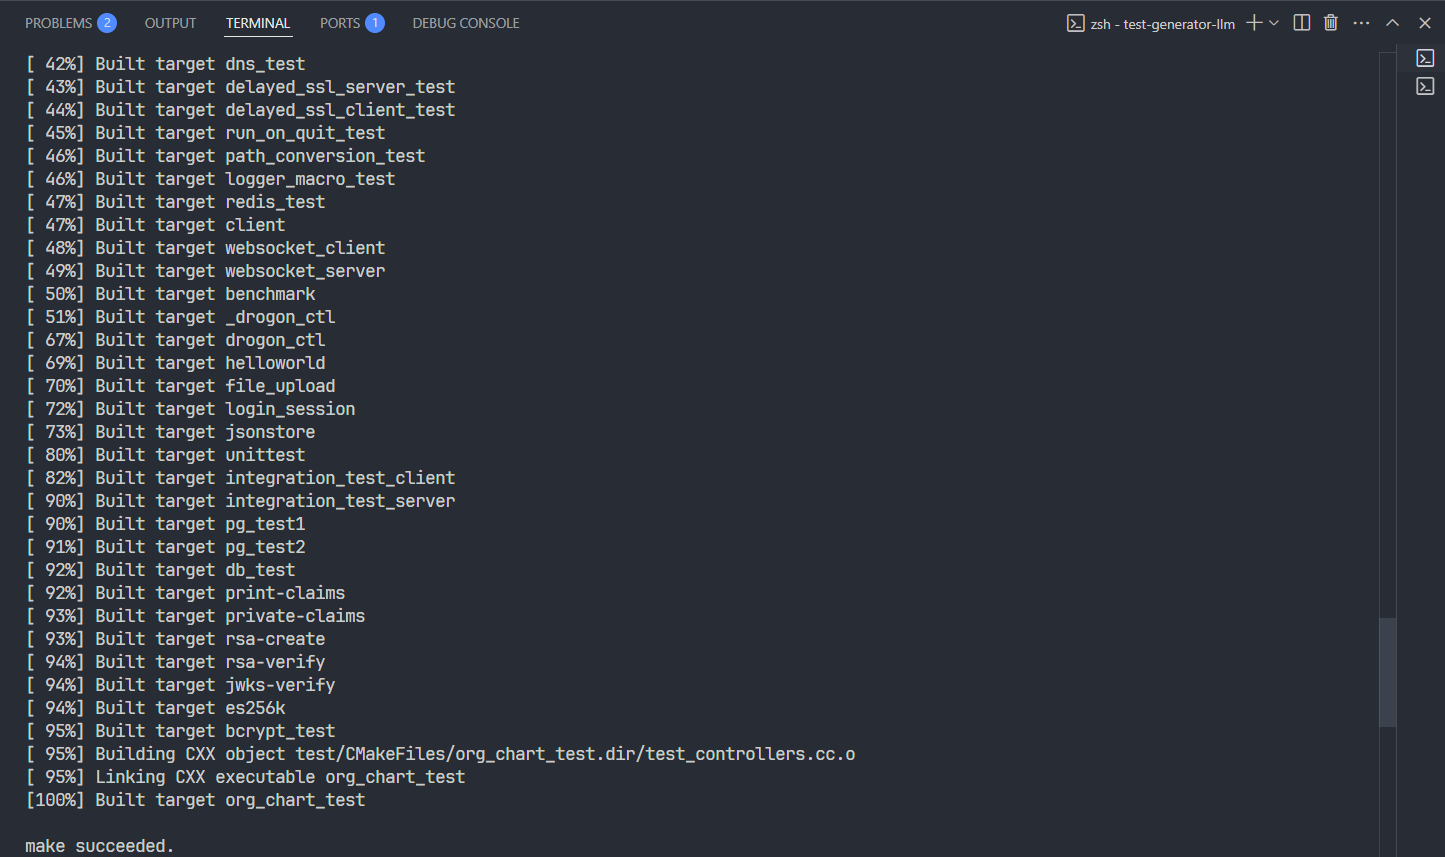 PROBLEMS 2 OUTPUT TERMINAL PORTS 1 DEBUG CONSOLE zsh - test-generator-llm
[ 42%] Built target dns_test
[ 43%] Built target delayed_ssl_server_test
[ 44%] Built target delayed_ssl_client_test
[ 45%] Built target run_on_quit_test
[ 46%] Built target path_conversion_test
[ 46%] Built target logger_macro_test
[ 47%] Built target redis_test
[ 47%] Built target client
[ 48%] Built target websocket_client
[ 49%] Built target websocket_server
[ 50%] Built target benchmark
[ 51%] Built target _drogon_ctl
[ 67%] Built target drogon_ctl
[ 69%] Built target helloworld
[ 70%] Built target file_upload
[ 72%] Built target login_session
[ 73%] Built target jsonstore
[ 80%] Built target unittest
[ 82%] Built target integration_test_client
[ 90%] Built target integration_test_server
[ 90%] Built target pg_test1
[ 91%] Built target pg_test2
[ 92%] Built target db_test
[ 92%] Built target print-claims
[ 93%] Built target private-claims
[ 93%] Built target rsa-create
[ 94%] Built target rsa-verify
[ 94%] Built target jwks-verify
[ 94%] Built target es256k
[ 95%] Built target bcrypt_test
[ 95%] Building CXX object test/CMakeFiles/org_chart_test.dir/test_controllers.cc.o
[ 95%] Linking CXX executable org_chart_test
[100%] Built target org_chart_test
make succeeded.